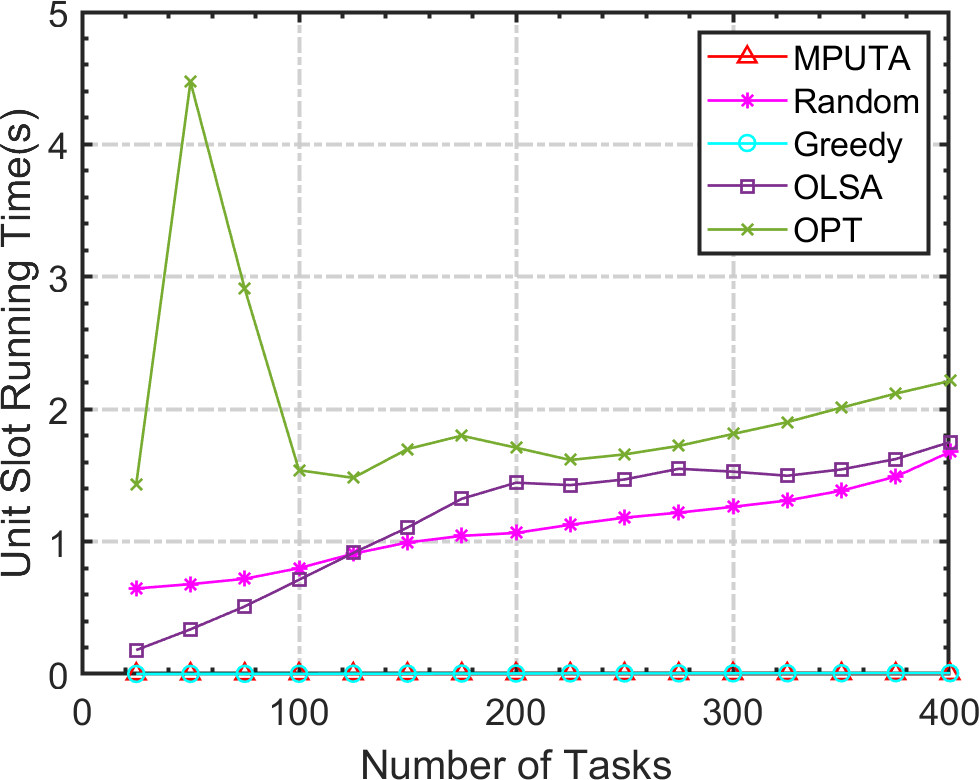 5
4
3
2
1
0
0
100
200
300
400
Unit Slot Running Time(s)
Number of Tasks
MPUTA
Random
Greedy
OLSA
OPT